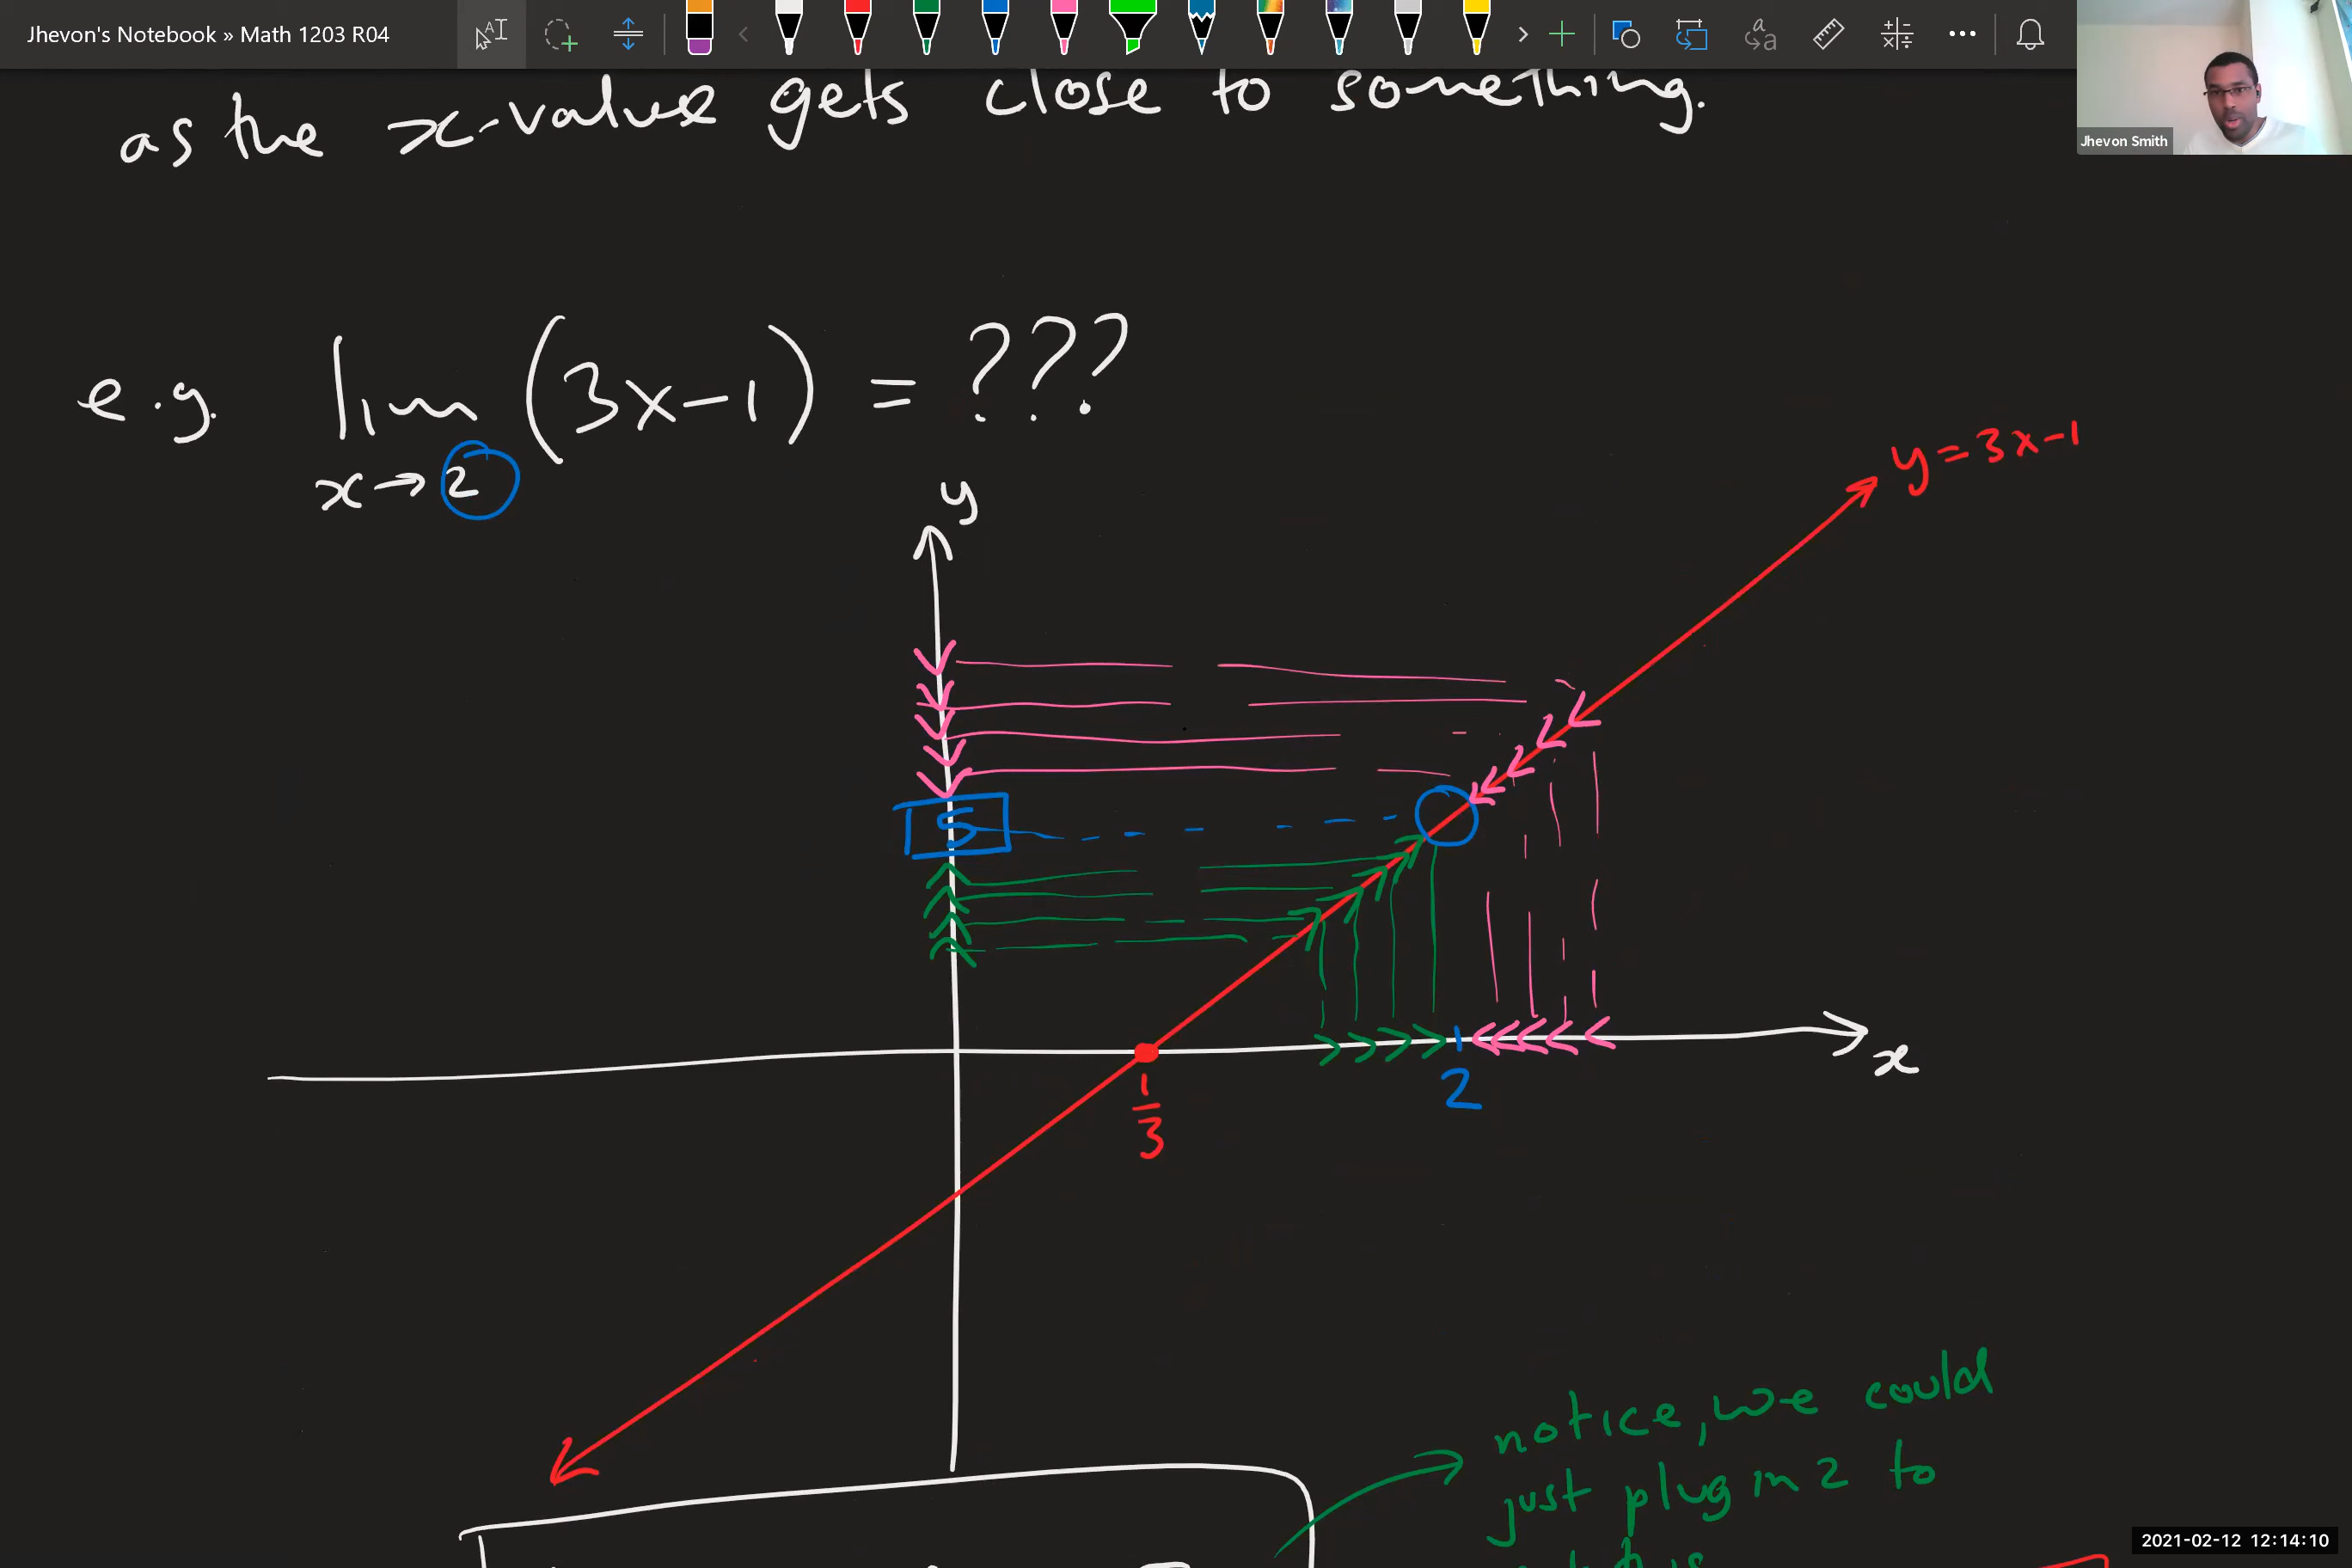 Jhevon's Notebook » Math 1203 R04
Jhevon Smith
as the x-value gets close to something.
e.g. lim (3x-1) = ???
x→2
y
y=3x-1
5
x
2
1
3
notice, we could
just plug in 2 to
2021-02-12 12:14:10